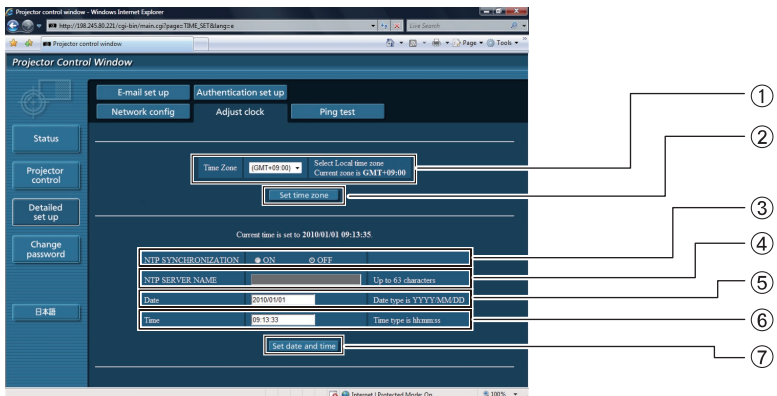 Projector control window - Windows Internet Explorer
http://198.245.80.221/cgi-bin/main.cgi?page=TIME_SET&lang=e
Live Search
Projector control window
Page Tools
Projector Control Window
E-mail set up Authentication set up
Network config Adjust clock Ping test
①
②
Status
Time Zone (GMT+09:00) Select Local time zone
Current zone is GMT+09:00
Projector
control
Set time zone
Detailed
set up
③
Current time is set to 2010/01/01 09:13:35.
Change
password
NTP SYNCHRONIZATION ON OFF
④
NTP SERVER NAME Up to 63 characters
⑤
Date 2010/01/01 Date type is YYYY/MM/DD
日本語
Time 09:13:33 Time type is hh:mm:ss
⑥
Set date and time
⑦
Internet | Protected Mode: On 100%